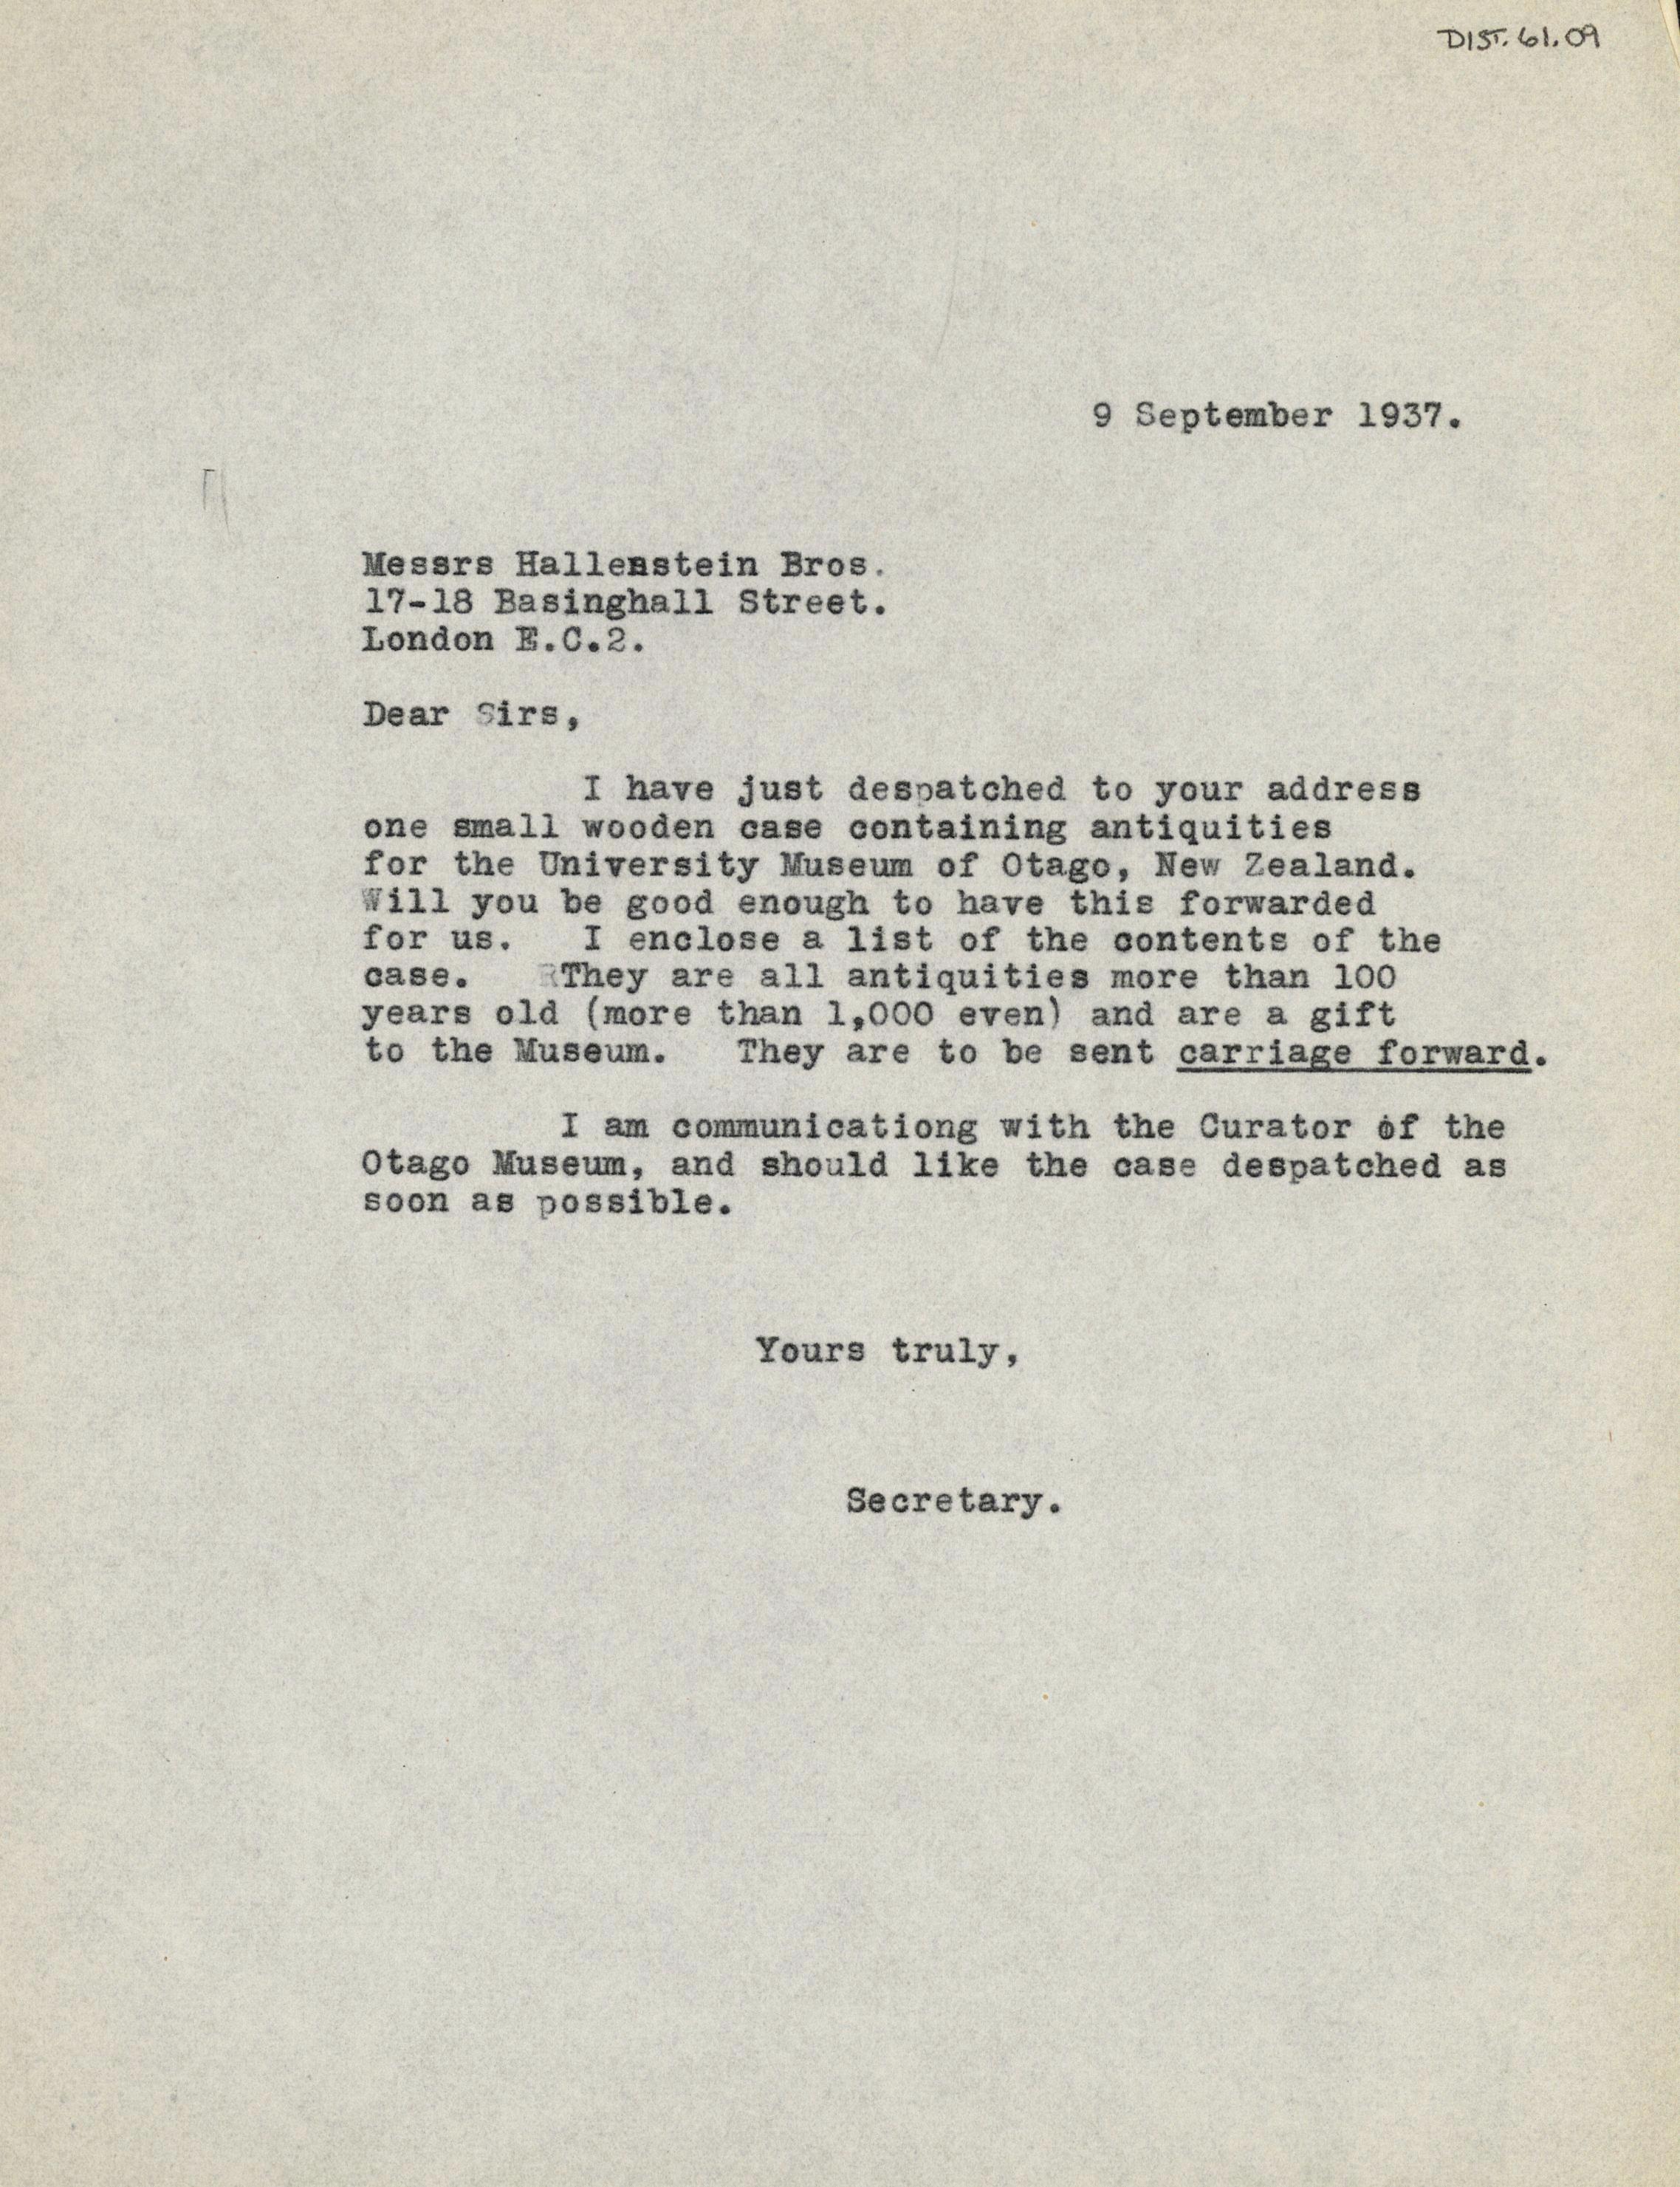 DIST. 61.09
9 September 1937.
Messrs Hallenstein Bros.
17-18 Basinghall Street.
London E.C.2.
Dear Sirs,
I have just despatched to your address
one small wooden case containing antiquities
for the University Museum of Otago, New Zealand.
Will you be good enough to have this forwarded
for us. I enclose a list of the contents of the
case. They are all antiquities more than 100
years old (more than 1,000 even) and are a gift
to the Museum. They are to be sent carriage forward.
I am communicationg with the Curator of the
Otago Museum, and should like the case despatched as
soon as possible.
Yours truly,
Secretary.